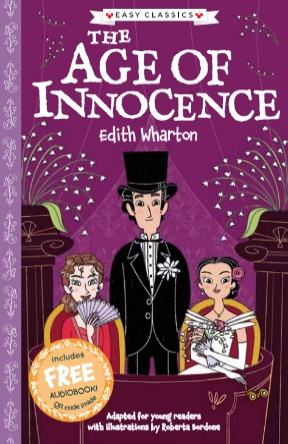 EASY CLASSICS
THE
AGE OF
INNOCENCE
Edith Wharton
includes
FREE
AUDIOBOOK!
QR code inside
Adapted for young readers
with illustrations by Roberta Bordone